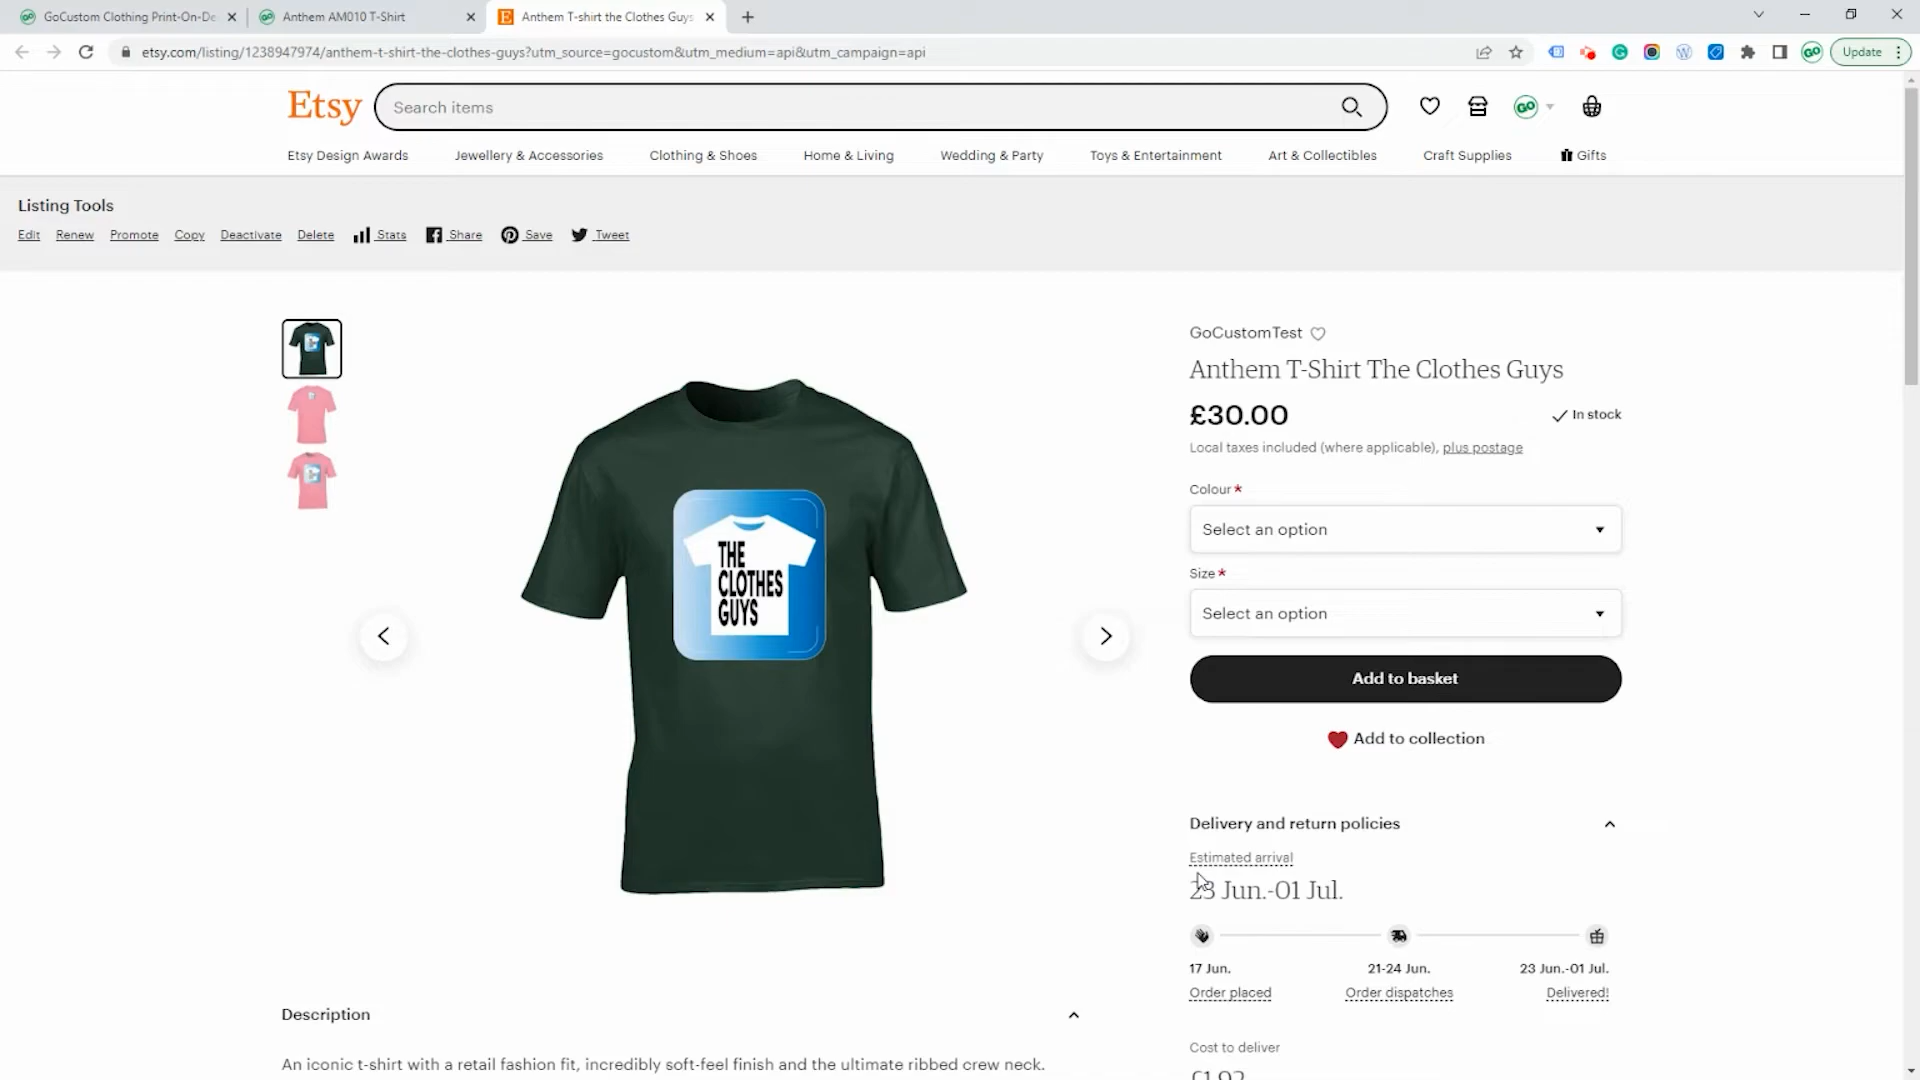 GoCustom Clothing Print-On-De
Anthem AM010 T-Shirt
Anthem T-shirt the Clothes Guys
etsy.com/listing/1238947974/anthem-t-shirt-the-clothes-guys?utm_source=gocustom&utm_medium=api&utm_campaign=api
GO
Update
Etsy
Search items
GO
Etsy Design Awards
Jewellery & Accessories
Clothing & Shoes
Home & Living
Wedding & Party
Toys & Entertainment
Art & Collectibles
Craft Supplies
Gifts
Listing Tools
Edit Renew Promote Copy Deactivate Delete Stats Share Save Tweet
GoCustomTest
Anthem T-Shirt The Clothes Guys
£30.00
In stock
Local taxes included (where applicable), plus postage
Colour *
Select an option
Size *
Select an option
Add to basket
Add to collection
THE
CLOTHES
GUYS
Delivery and return policies
Estimated arrival
23 Jun.-01 Jul.
17 Jun. 21-24 Jun. 23 Jun.-01 Jul.
Order placed Order dispatches Delivered!
Cost to deliver
£1.92
Description
An iconic t-shirt with a retail fashion fit, incredibly soft-feel finish and the ultimate ribbed crew neck.